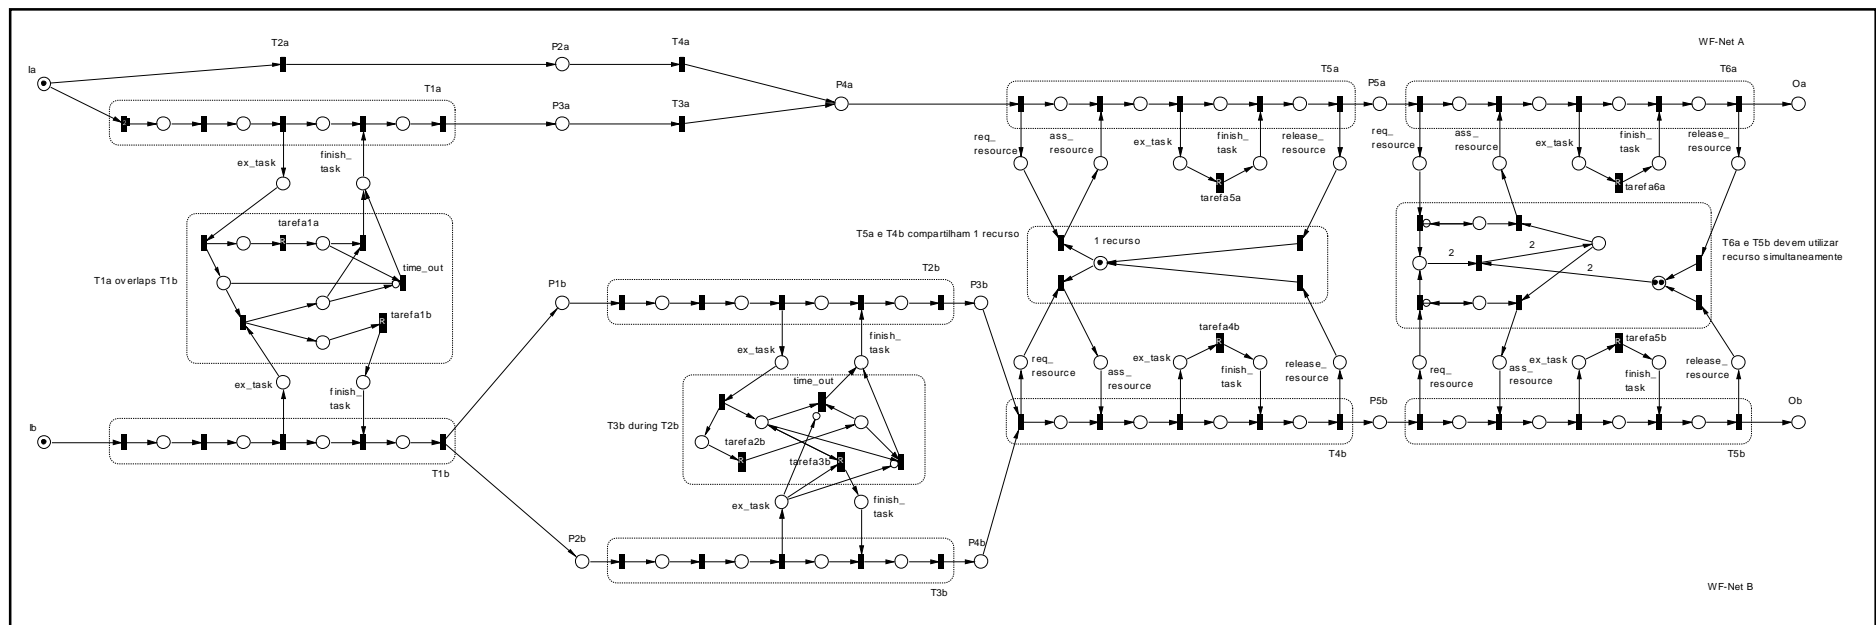 WF-Net A
T2a
P2a
T4a
Ia
T1a
P3a
T3a
P4a
T5a
P5a
T6a
Oa
ex_task
finish_
task
req_
resource
ass_
resource
ex_task
finish_
task
release_
resource
tarefa5a
req_
resource
ass_
resource
ex_task
finish_
task
release_
resource
tarefa6a
tarefa1a
time_out
T1a overlaps T1b
tarefa1b
ex_task
finish_
task
Ib
T1b
P1b
T2b
P3b
ex_task
finish_
task
time_out
T3b during T2b
tarefa2b
tarefa3b
ex_task
finish_
task
P2b
T3b
P4b
T5a e T4b compartilham 1 recurso
1 recurso
2
2
2
T6a e T5b devem utilizar
recurso simultaneamente
req_
resource
ass_
resource
ex_task
tarefa4b
finish_
task
release_
resource
T4b
P5b
req_
resource
ass_
resource
ex_task
tarefa5b
finish_
task
release_
resource
T5b
Ob
WF-Net B